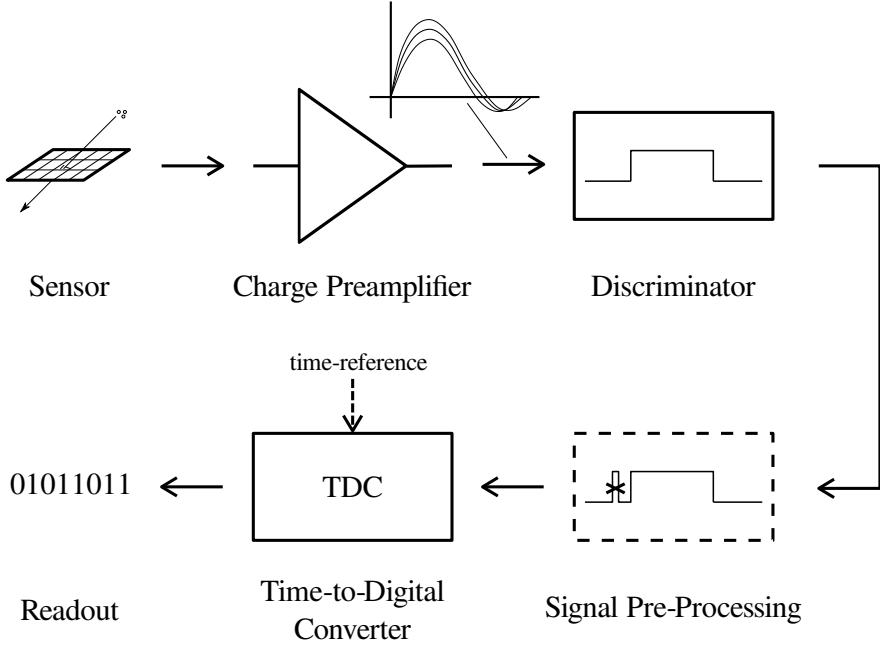 Sensor
Charge Preamplifier
Discriminator
time-reference
01011011
TDC
Readout
Time-to-Digital
Converter
Signal Pre-Processing